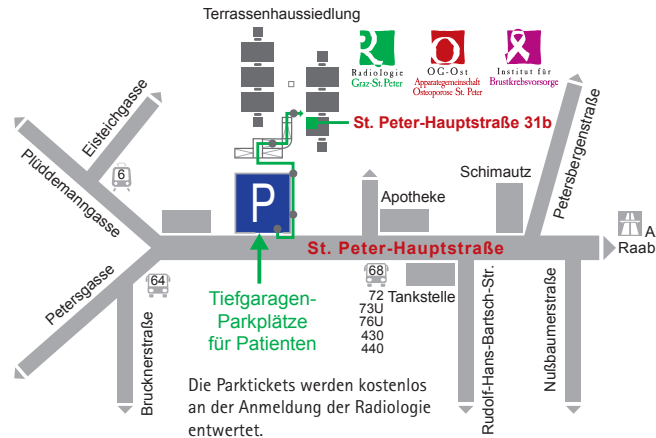 Terrassenhaussiedlung
Radiologie
Graz-St. Peter
OG-Ost
Apparategemeinschaft
Osteoporose St. Peter
Institut für
Brustkrebsvorsorge
St. Peter-Hauptstraße 31b
Eisteichgasse
Plüddemanngasse
6
Petersgasse
64
Brucknerstraße
P
Apotheke
Schimautz
Petersbergenstraße
A
Raab
St. Peter-Hauptstraße
Tiefgaragen-
Parkplätze
für Patienten
68
72
73U
76U
430
440
Tankstelle
Rudolf-Hans-Bartsch-Str.
Nußbaumerstraße
Die Parktickets werden kostenlos
an der Anmeldung der Radiologie
entwertet.